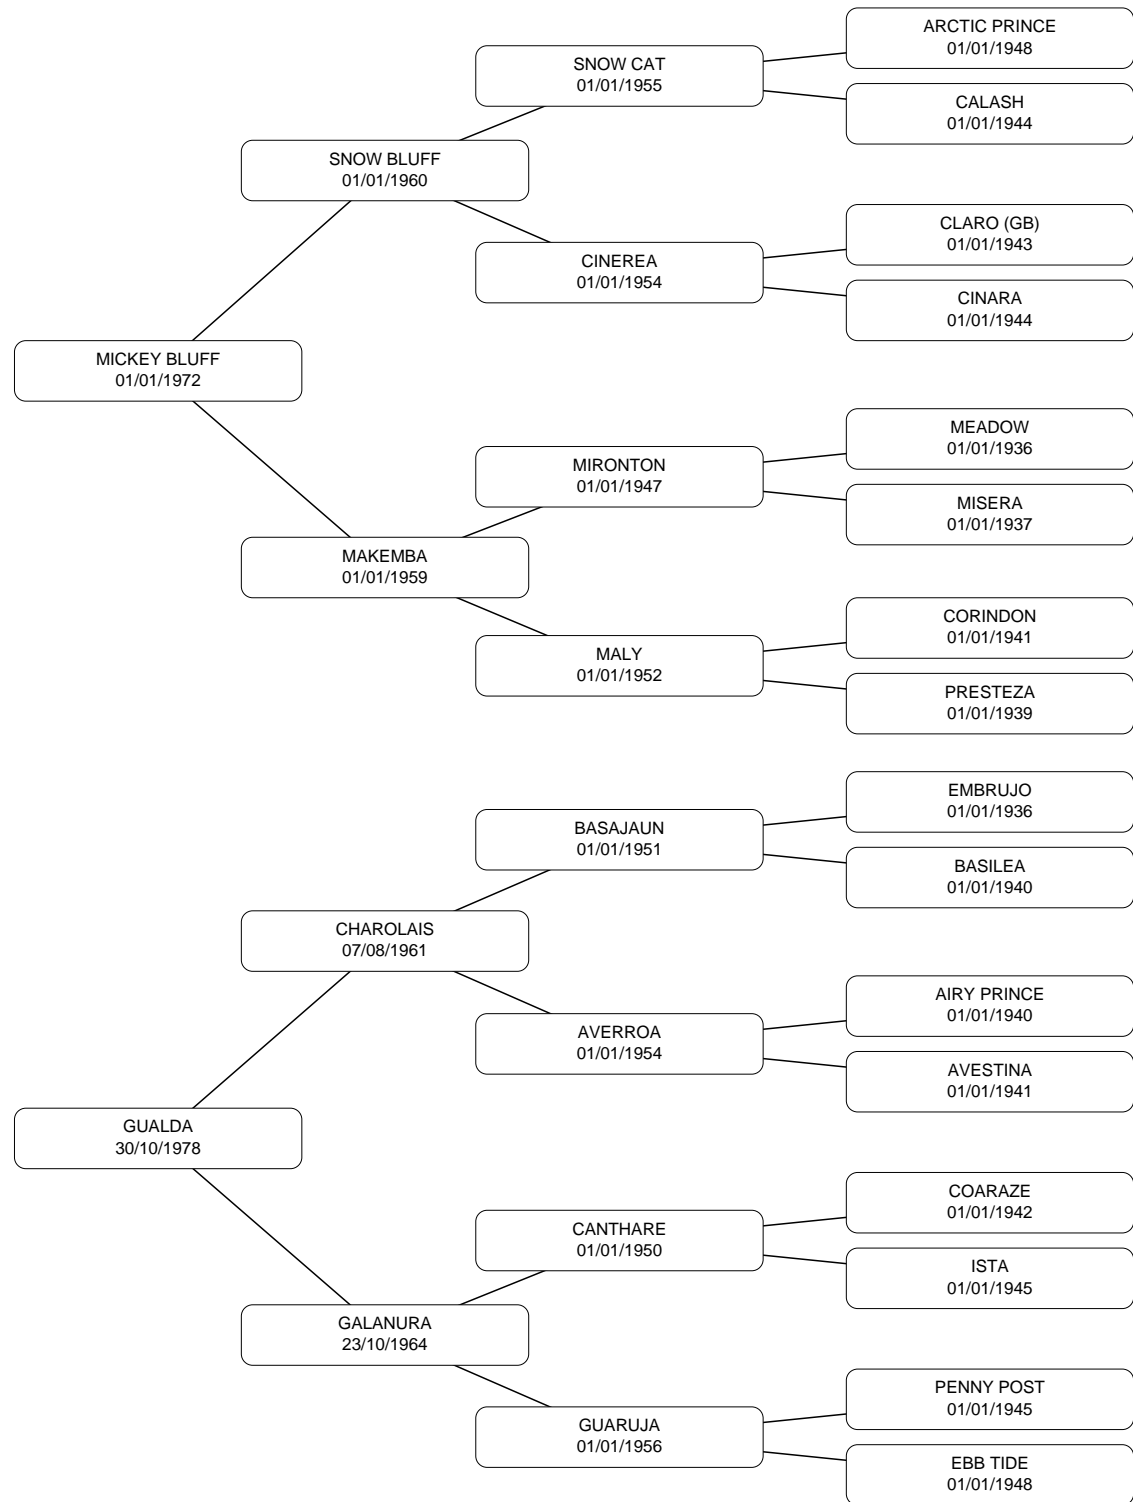 ARCTIC PRINCE
01/01/1948
SNOW CAT
01/01/1955
CALASH
01/01/1944
SNOW BLUFF
01/01/1960
CLARO (GB)
01/01/1943
CINEREA
01/01/1954
CINARA
01/01/1944
MICKEY BLUFF
01/01/1972
MEADOW
01/01/1936
MIRONTON
01/01/1947
MISERA
01/01/1937
MAKEMBA
01/01/1959
CORINDON
01/01/1941
MALY
01/01/1952
PRESTEZA
01/01/1939
EMBRUJO
01/01/1936
BASAJAUN
01/01/1951
BASILEA
01/01/1940
CHAROLAIS
07/08/1961
AIRY PRINCE
01/01/1940
AVERROA
01/01/1954
AVESTINA
01/01/1941
GUALDA
30/10/1978
COARAZE
01/01/1942
CANTHARE
01/01/1950
ISTA
01/01/1945
GALANURA
23/10/1964
PENNY POST
01/01/1945
GUARUJA
01/01/1956
EBB TIDE
01/01/1948